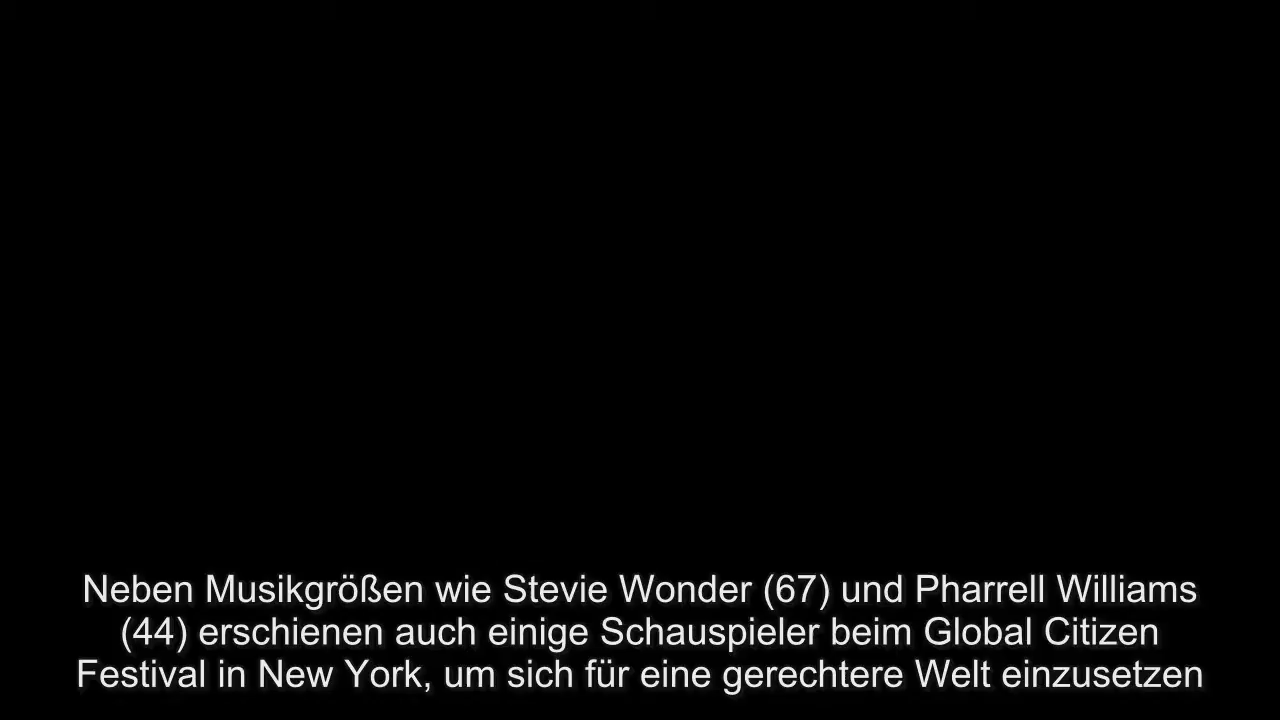 Neben Musikgrößen wie Stevie Wonder (67) und Pharrell Williams
(44) erschienen auch einige Schauspieler beim Global Citizen
Festival in New York, um sich für eine gerechtere Welt einzusetzen